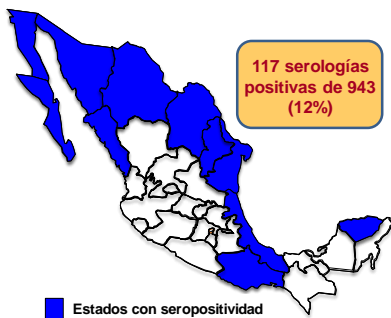 117 serologías
positivas de 943
(12%)
Estados con seropositividad